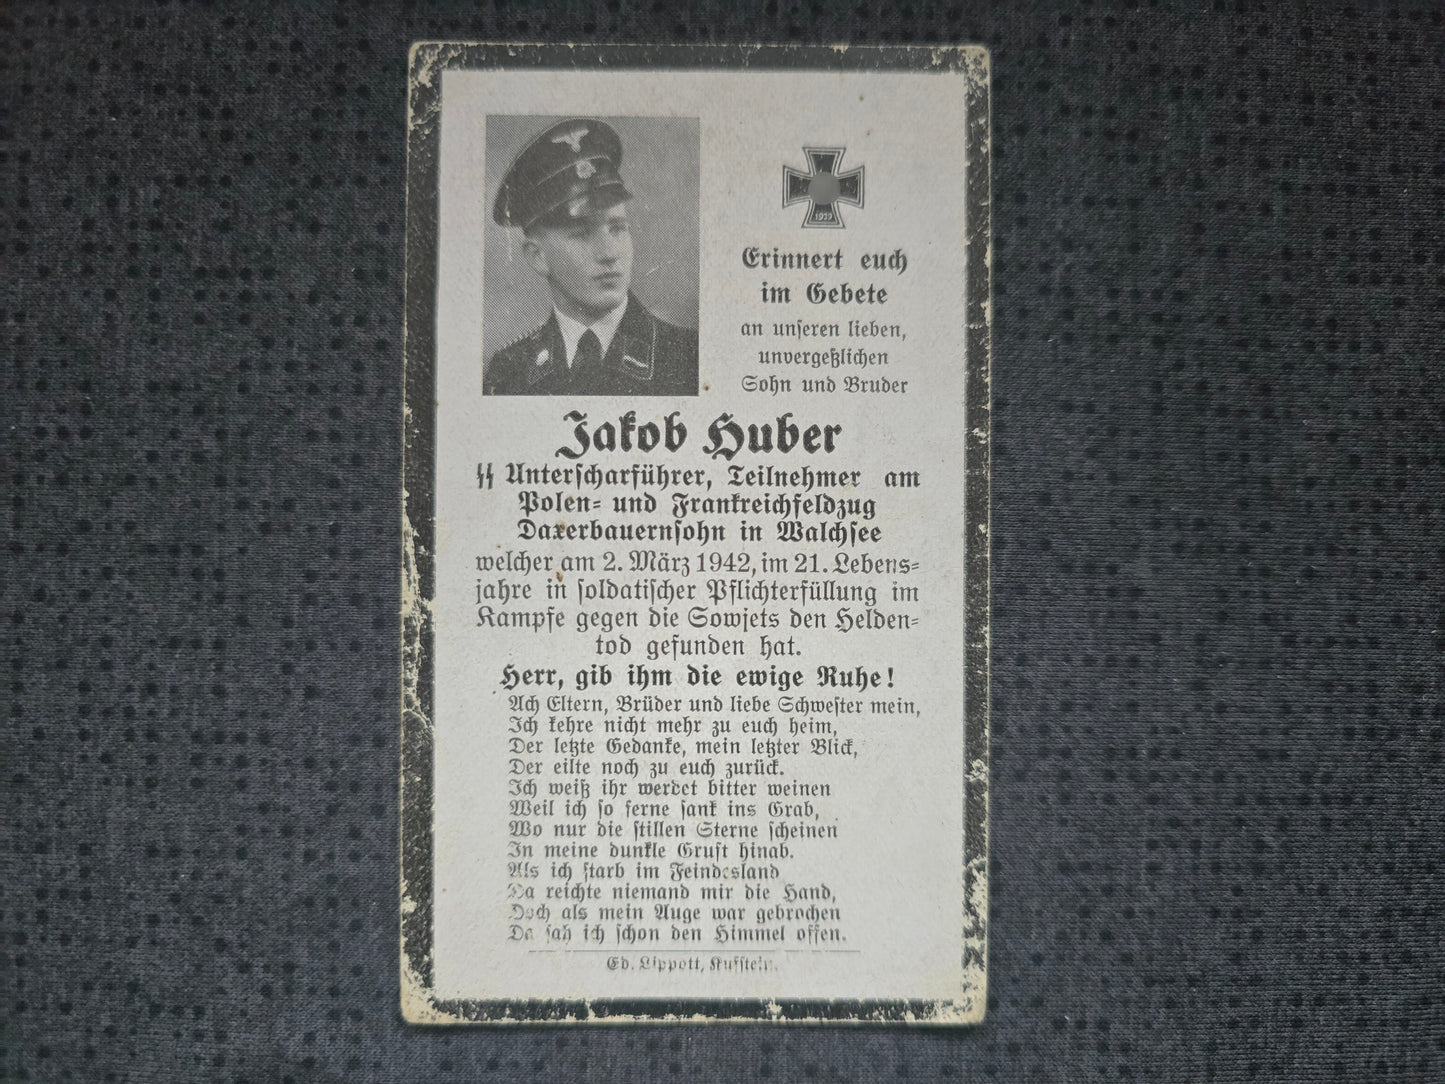 1939
Erinnert euch
im Gebete
an unseren lieben,
unvergeßlichen
Sohn und Bruder
Jakob Huber
SS Unterscharführer, Teilnehmer am
Polen- und Frankreichfeldzug
Daxerbauernsohn in Walchsee
welcher am 2. März 1942, im 21. Lebens-
jahre in soldatischer Pflichterfüllung im
Kampfe gegen die Sowjets den Helden-
tod gefunden hat.
Herr, gib ihm die ewige Ruhe!
Ach Eltern, Brüder und liebe Schwester mein,
Ich kehre nicht mehr zu euch heim,
Der letzte Gedanke, mein letzter Blick,
Der eilte noch zu euch zurück.
Ich weiß ihr werdet bitter weinen
Weil ich so ferne sank ins Grab,
Wo nur die stillen Sterne scheinen
In meine dunkle Gruft hinab.
Als ich starb im Feindesland
Da reichte niemand mir die Hand,
Doch als mein Auge war gebrochen
Da sah ich schon den Himmel offen.
Ed. Lippott, Kufstein.